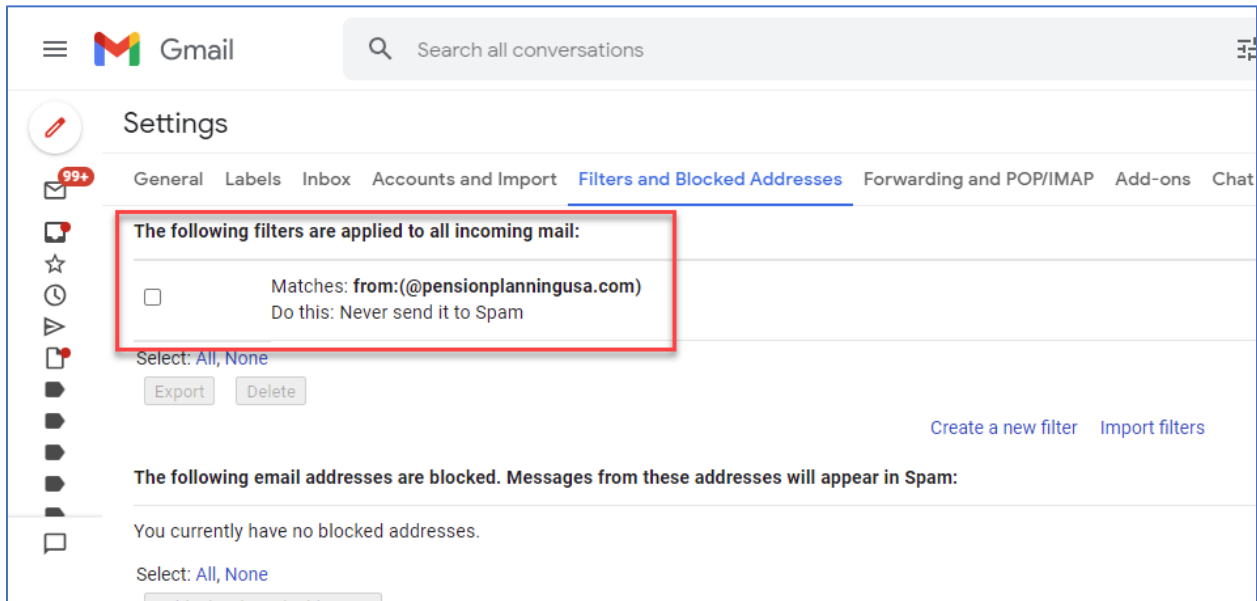 Gmail
Search all conversations
Settings
99+
General Labels Inbox Accounts and Import Filters and Blocked Addresses Forwarding and POP/IMAP Add-ons Chat
The following filters are applied to all incoming mail:
Matches: from:(@pensionplanningusa.com)
Do this: Never send it to Spam
Select: All, None
Export Delete
Create a new filter Import filters
The following email addresses are blocked. Messages from these addresses will appear in Spam:
You currently have no blocked addresses.
Select: All, None